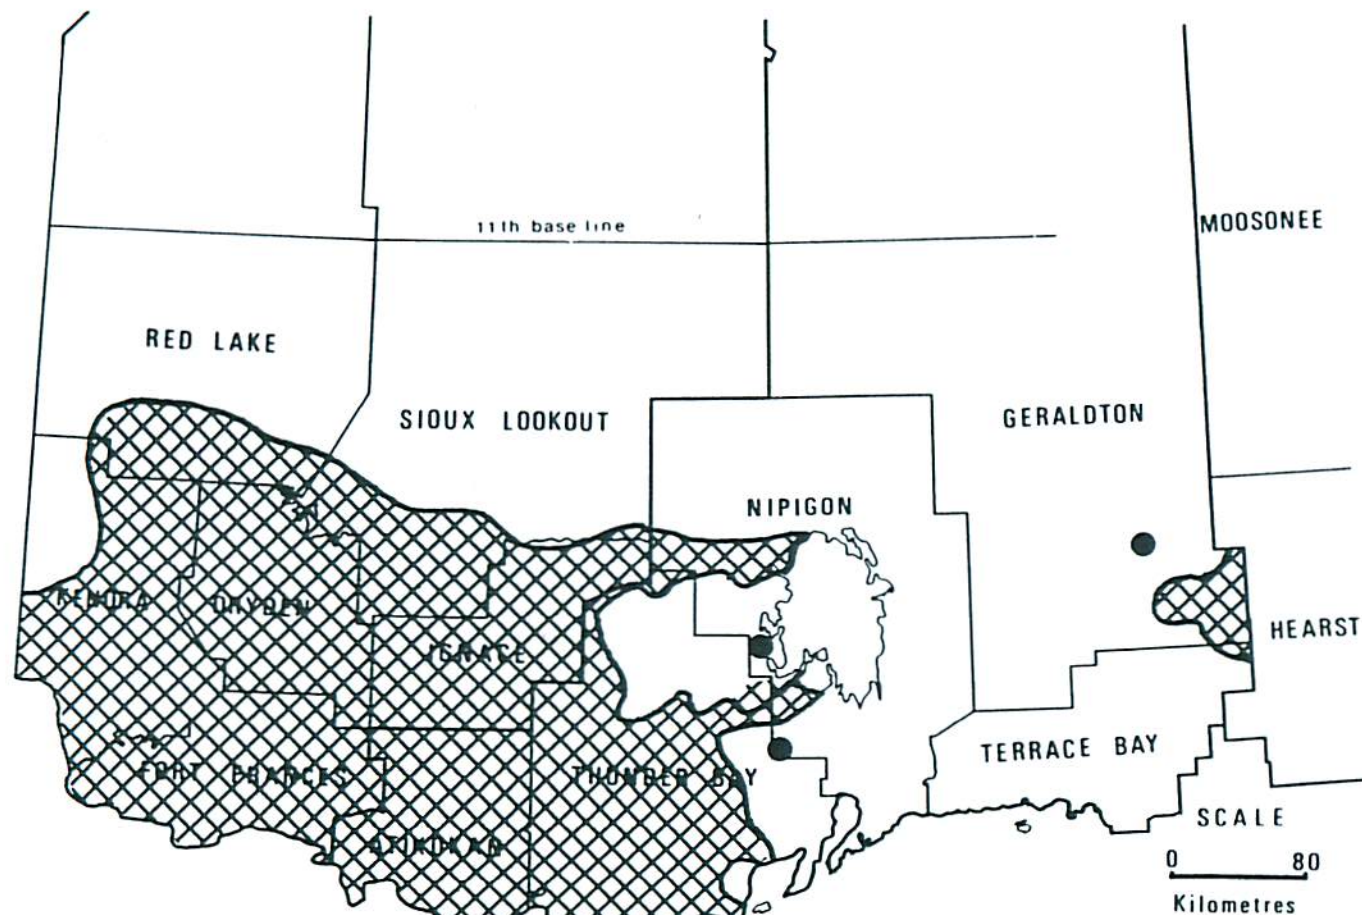 11th base line
MOOSONEE
RED LAKE
SIOUX LOOKOUT
GERALDTON
NIPIGON
KENORA
DRYDEN
HEARST
IGNACE
TERRACE BAY
FORT FRANCES
THUNDER BAY
ATIKOKAN
SCALE
0 80
Kilometres